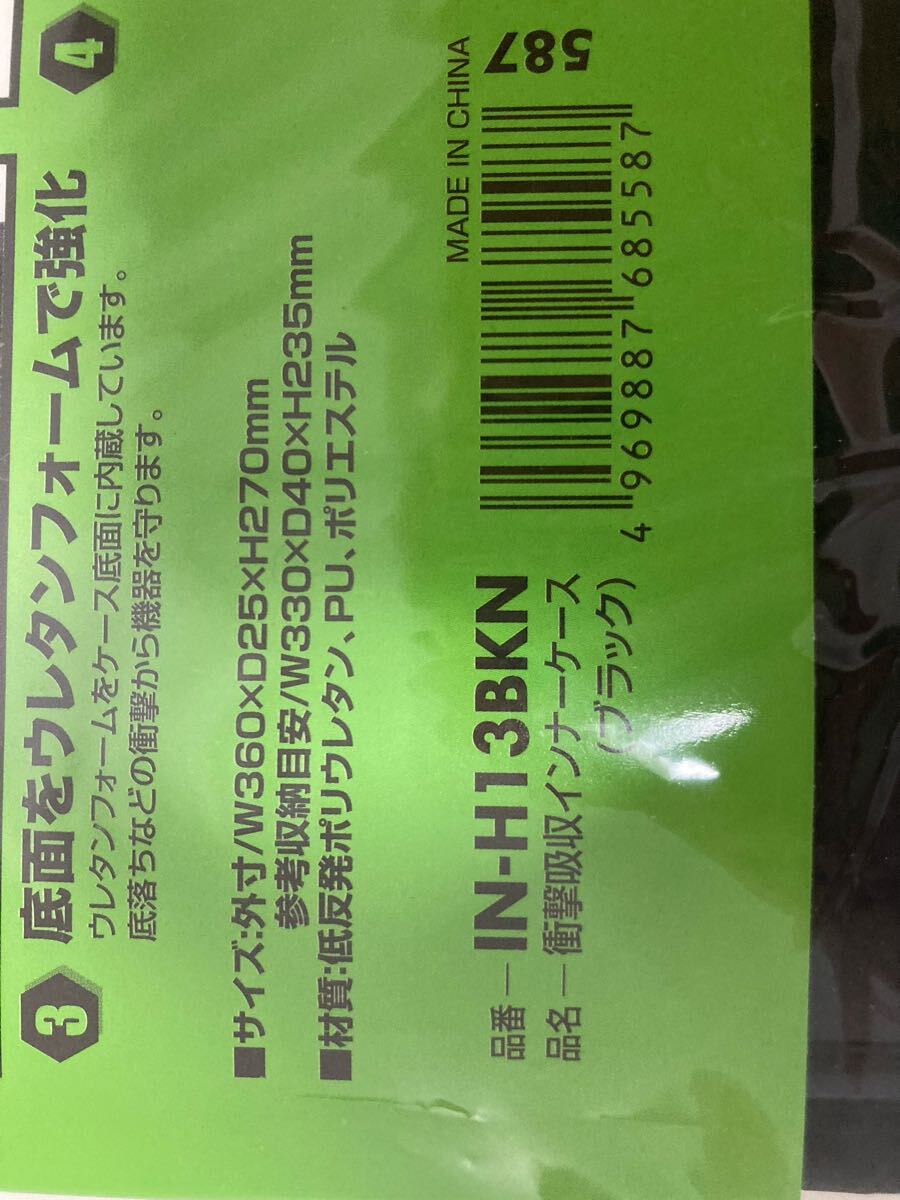 3 底面をウレタンフォームで強化
ウレタンフォームをケース底面に内蔵しています。
底落ちなどの衝撃から機器を守ります。
4
■サイズ:外寸/W360×D25×H270mm
参考収納目安/W330×D40×H235mm
■材質:低反発ポリウレタン、PU、ポリエステル
品番－IN-H13BKN
品名－衝撃吸収インナーケース
(ブラック)
MADE IN CHINA
587
4 969887 685587